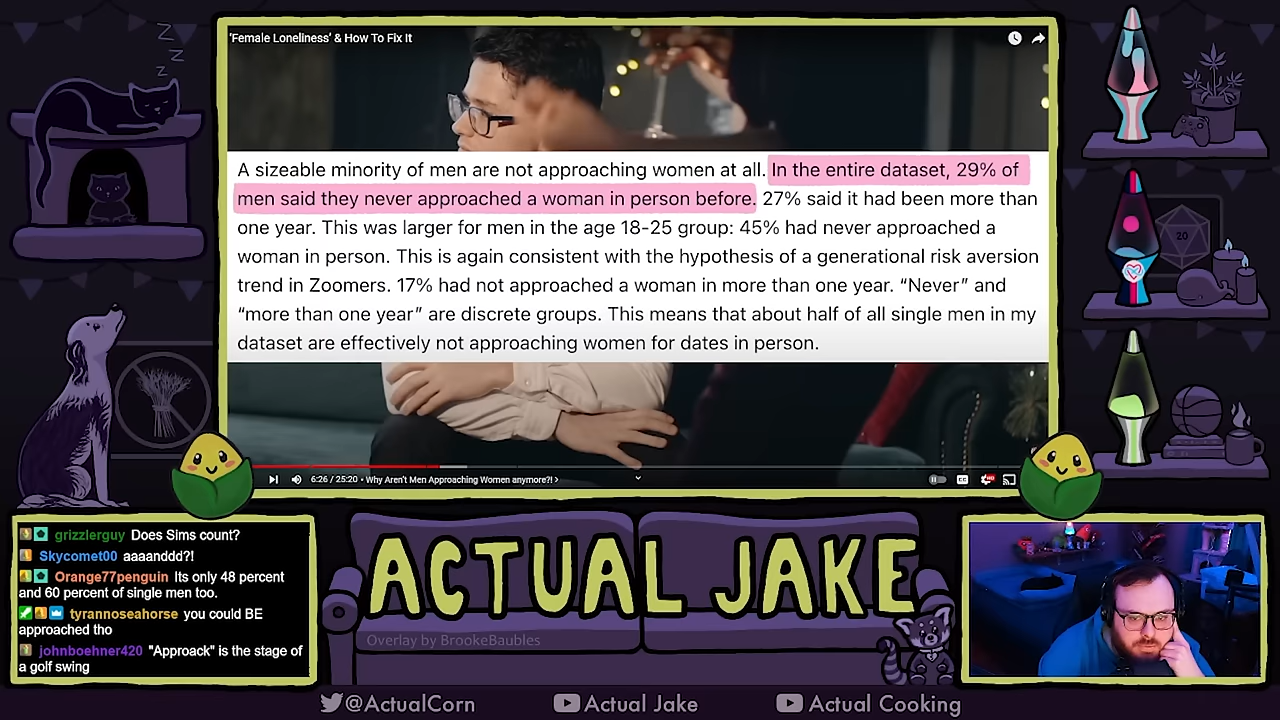 'Female Loneliness' & How To Fix It
A sizeable minority of men are not approaching women at all. In the entire dataset, 29% of
men said they never approached a woman in person before. 27% said it had been more than
one year. This was larger for men in the age 18-25 group: 45% had never approached a
woman in person. This is again consistent with the hypothesis of a generational risk aversion
trend in Zoomers. 17% had not approached a woman in more than one year. “Never” and
“more than one year” are discrete groups. This means that about half of all single men in my
dataset are effectively not approaching women for dates in person.
6:26 / 25:20 • Why Aren't Men Approaching Women anymore?! >
Z
Z
Z
20
grizzlerguy Does Sims count?
Skycomet00 aaaanddd?!
Orange77penguin Its only 48 percent
and 60 percent of single men too.
tyrannoseahorse you could BE
approached tho
johnboehner420 "Approack" is the stage of
a golf swing
ACTUAL JAKE
Overlay by BrookeBaubles
@ActualCorn
Actual Jake
Actual Cooking